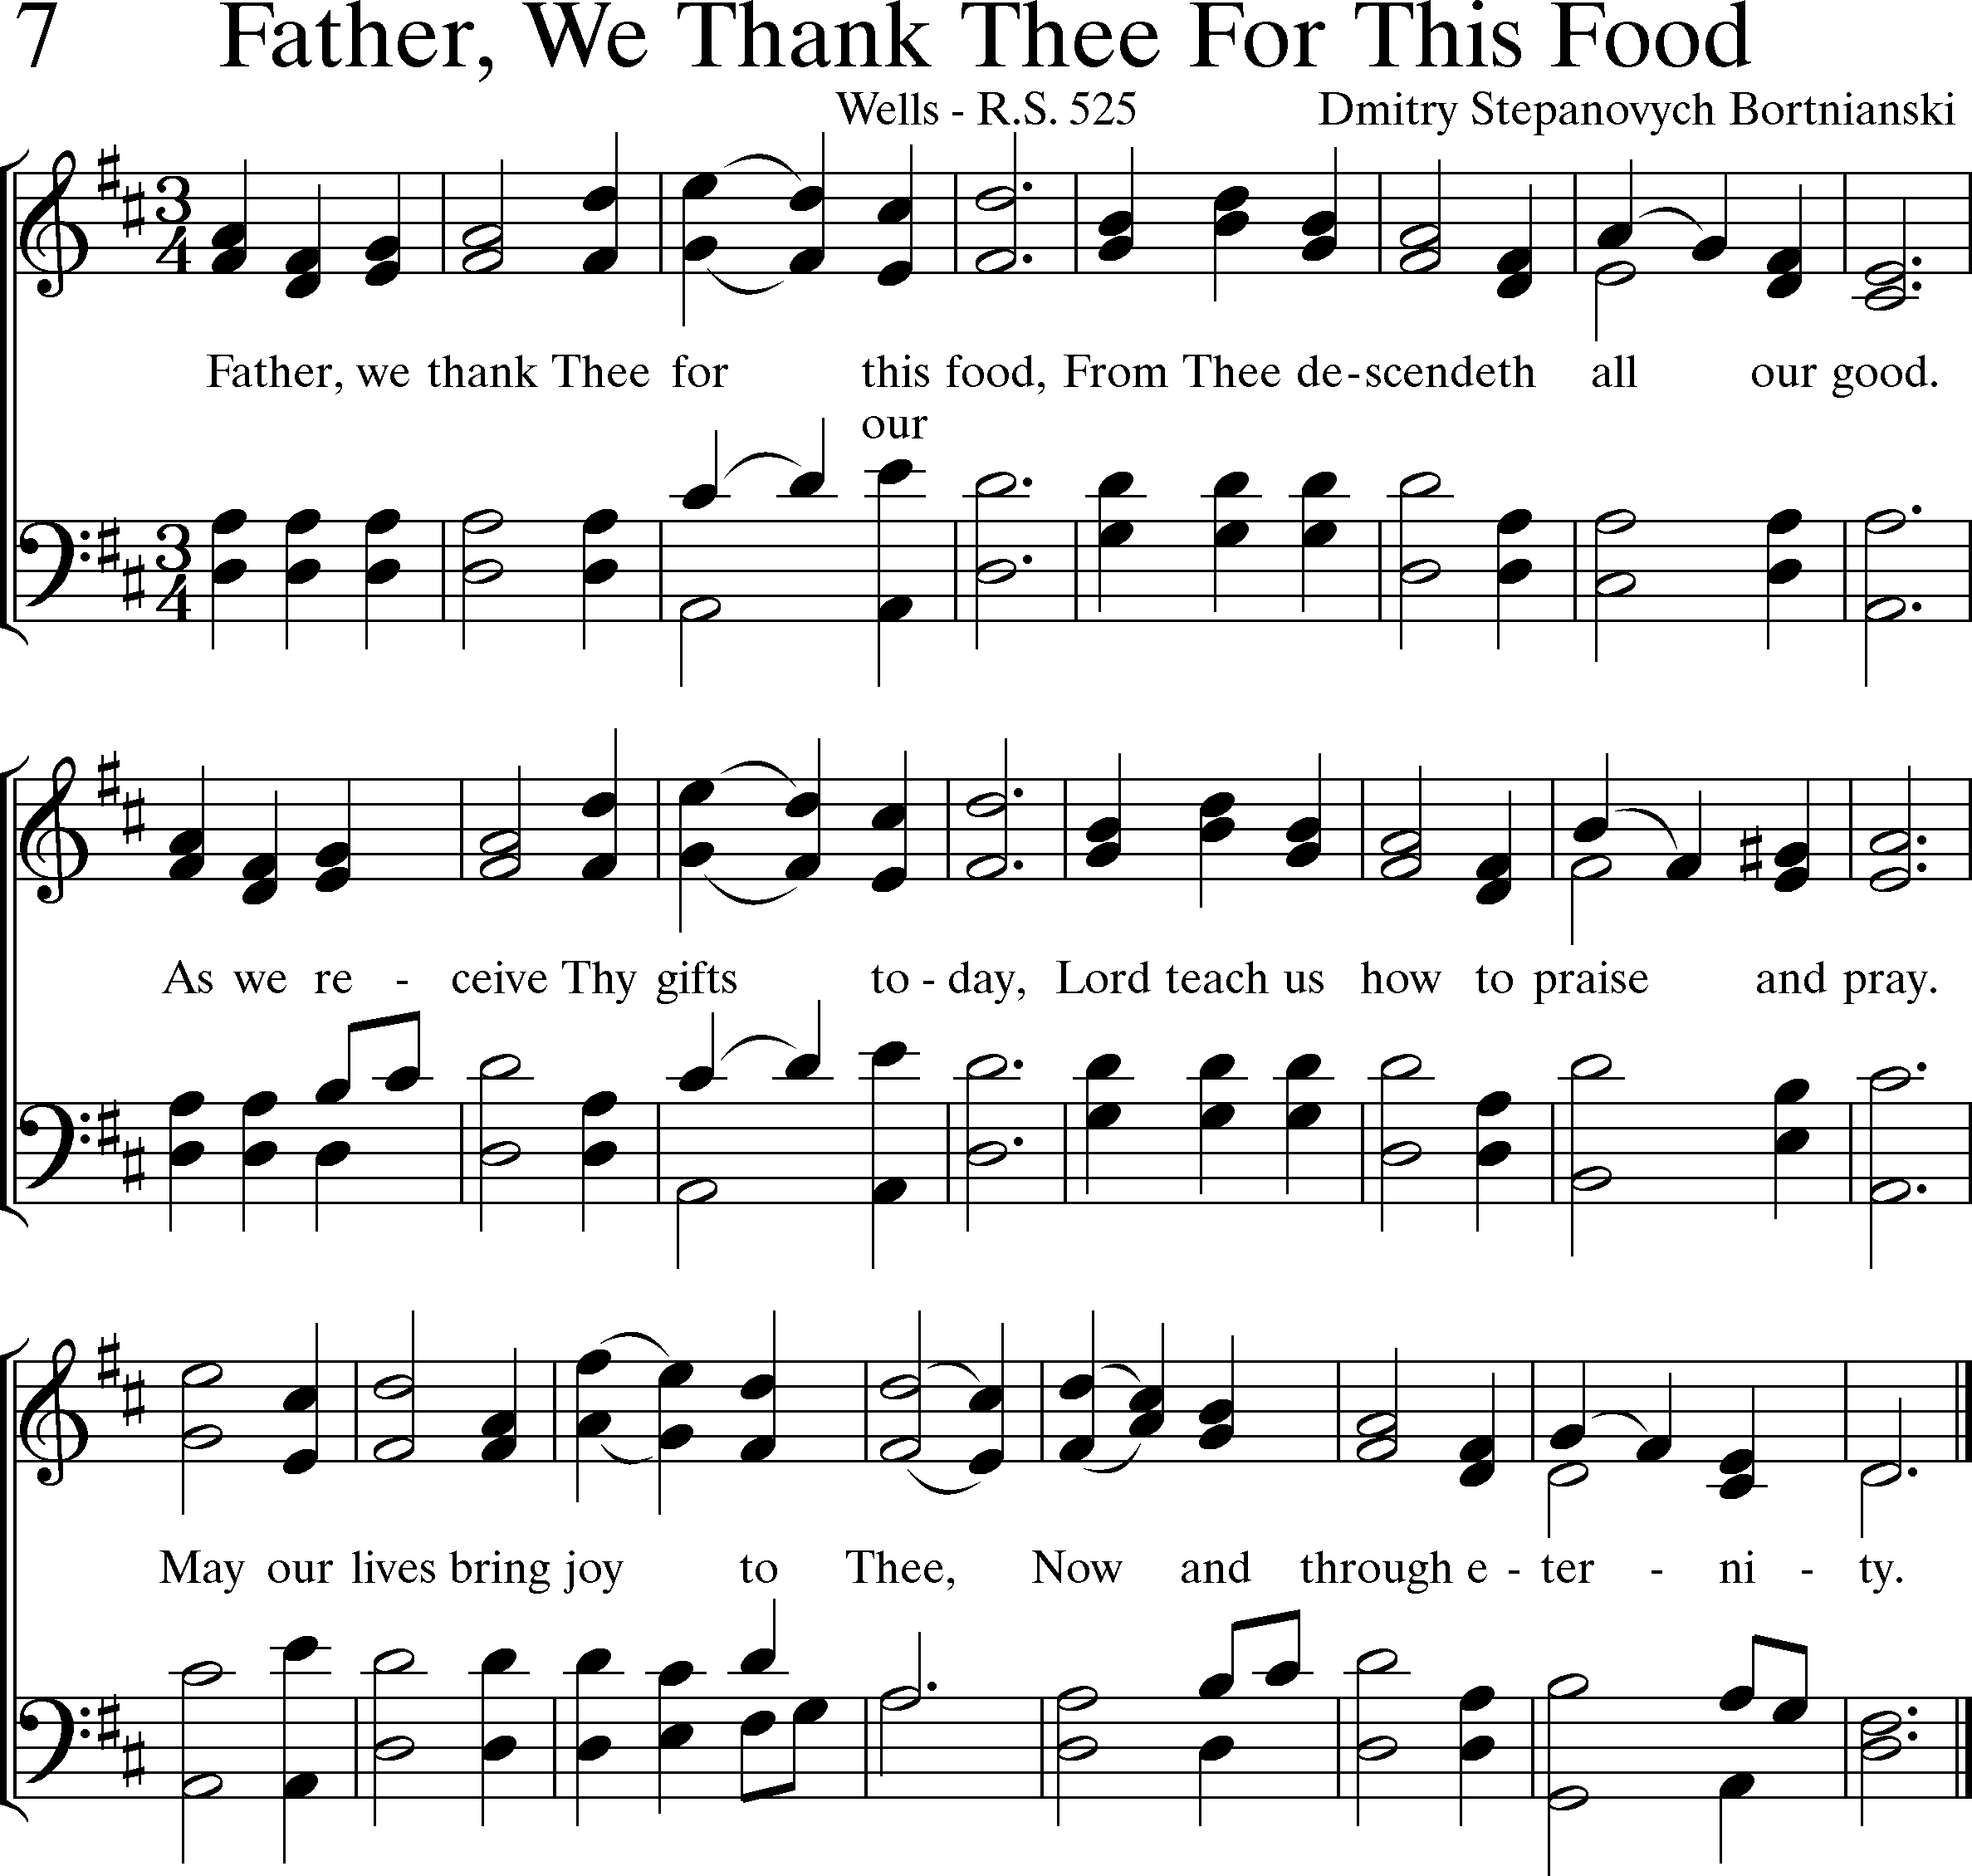 7 Father, We Thank Thee For This Food
Wells - R.S. 525 Dmitry Stepanovych Bortnianski
3 4
Father, we thank Thee for this food, From Thee de-scendeth all our good.
our
3 4
As we re - ceive Thy gifts to - day, Lord teach us how to praise and pray.
May our lives bring joy to Thee, Now and through e - ter - ni - ty.